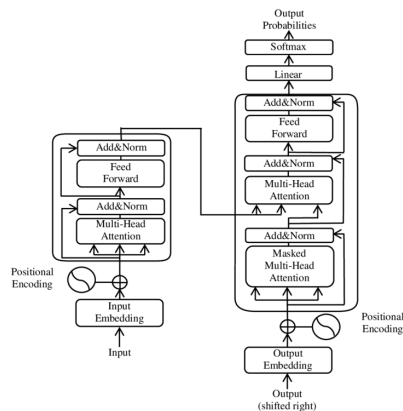 Output
Probabilities
Softmax
Linear
Add&Norm
Feed
Forward
Add&Norm
Multi-Head
Attention
Add&Norm
Masked
Multi-Head
Attention
Positional
Encoding
Output
Embedding
Output
(shifted right)
Add&Norm
Feed
Forward
Add&Norm
Multi-Head
Attention
Positional
Encoding
Input
Embedding
Input